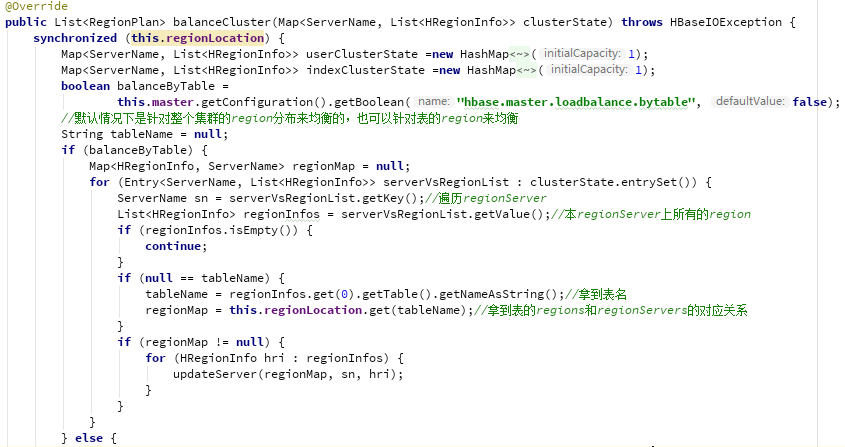 @Override
public List<RegionPlan> balanceCluster(Map<ServerName, List<HRegionInfo>> clusterState) throws HBaseIOException {
    synchronized (this.regionLocation) {
        Map<ServerName, List<HRegionInfo>> userClusterState =new HashMap<~>( initialCapacity: 1);
        Map<ServerName, List<HRegionInfo>> indexClusterState =new HashMap<~>( initialCapacity: 1);
        boolean balanceByTable =
                this.master.getConfiguration().getBoolean( name: "hbase.master.loadbalance.bytable", defaultValue: false);
        //默认情况下是针对整个集群的region分布来均衡的，也可以针对表的region来均衡
        String tableName = null;
        if (balanceByTable) {
            Map<HRegionInfo, ServerName> regionMap = null;
            for (Entry<ServerName, List<HRegionInfo>> serverVsRegionList : clusterState.entrySet()) {
                ServerName sn = serverVsRegionList.getKey();//遍历regionServer
                List<HRegionInfo> regionInfos = serverVsRegionList.getValue();//本regionServer上所有的region
                if (regionInfos.isEmpty()) {
                    continue;
                }
                if (null == tableName) {
                    tableName = regionInfos.get(0).getTable().getNameAsString();//拿到表名
                    regionMap = this.regionLocation.get(tableName);//拿到表的regions和regionServers的对应关系
                }
                if (regionMap != null) {
                    for (HRegionInfo hri : regionInfos) {
                        updateServer(regionMap, sn, hri);
                    }
                }
            }
        } else {